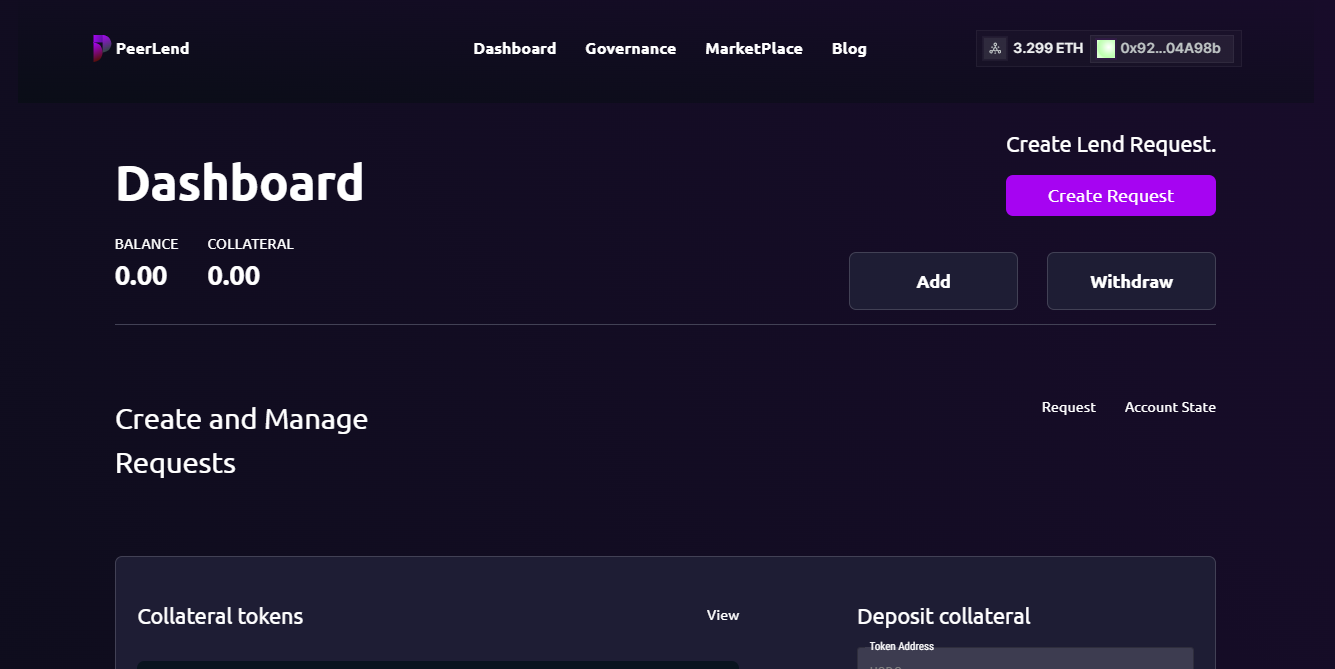 PeerLend
Dashboard Governance MarketPlace Blog
3.299 ETH 0x92...04A98b
Create Lend Request.
Dashboard
Create Request
BALANCE COLLATERAL
0.00 0.00
Add Withdraw
Create and Manage
Requests
Request Account State
Collateral tokens View Deposit collateral
Token Address